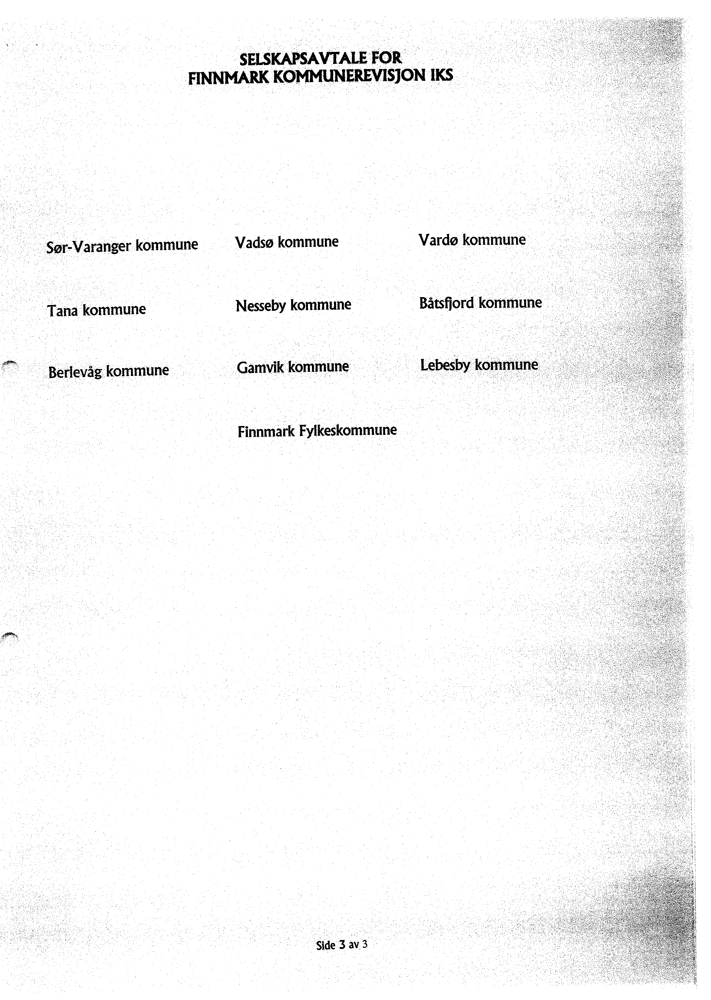 SELSKAPSAVTALE FOR
FINNMARK KOMMUNEREVISJON IKS
Sør-Varanger kommune Vadsø kommune Vardø kommune
Tana kommune Nesseby kommune Båtsfjord kommune
Berlevåg kommune Gamvik kommune Lebesby kommune
Finnmark Fylkeskommune
Side 3 av 3